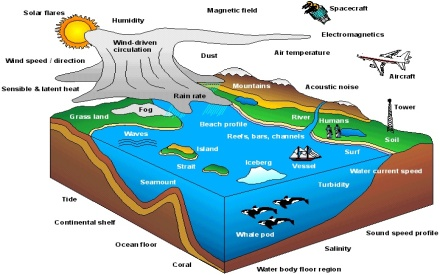 Solar flares
Humidity
Magnetic field
Spacecraft
Electromagnetics
Wind-driven
circulation
Wind speed / direction
Dust
Air temperature
Aircraft
Sensible & latent heat
Mountains
Acoustic noise
Rain rate
Tower
Fog
Grass land
Beach profile
River
Humans
Waves
Reefs, bars, channels
Soil
Island
Surf
Strait
Iceberg
Vessel
Water current speed
Seamount
Turbidity
Tide
Continental shelf
Whale pod
Sound speed profile
Ocean floor
Salinity
Coral
Water body floor region